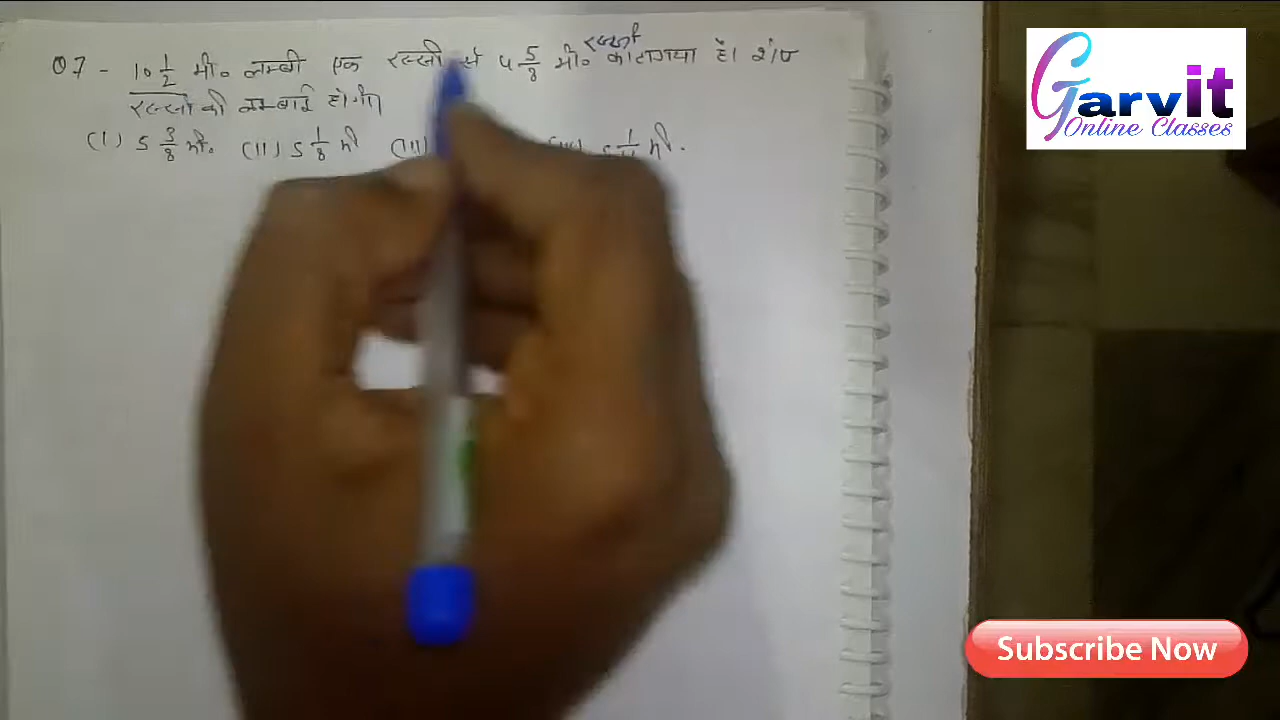 07 - 10 1/2 मी० लम्बी एक रस्सी से 4 5/8 मी० रस्सी काटा गया है। शेष
रस्सी की लम्बाई होगी।
(I) 5 3/8 मी० (II) 5 1/8 मी (III) मी.
Garvit
Online Classes
Subscribe Now